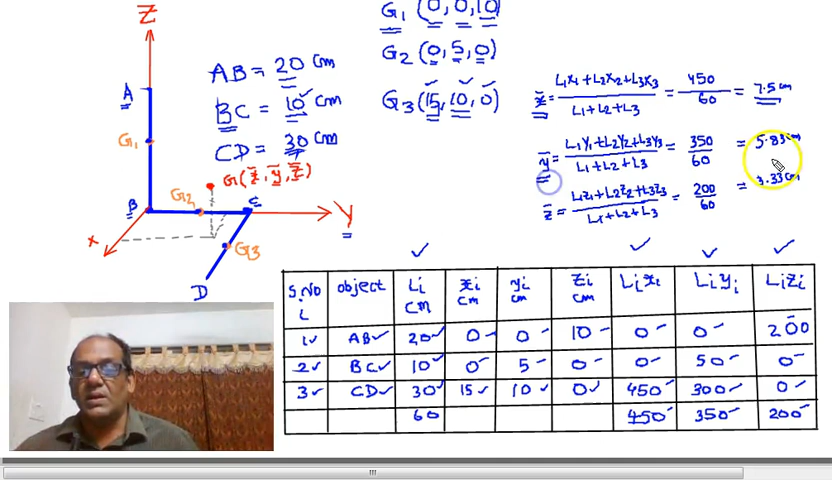 Z
A
G₁
B
G₂
C
Y
X
G₃
D
G(x̄, ȳ, z̄)
AB = 20 cm
BC = 10 cm
CD = 30 cm
G₁ (0, 0, 10)
G₂ (0, 5, 0)
G₃ (15, 10, 0)
x̄ = L₁x₁ + L₂x₂ + L₃x₃ / L₁ + L₂ + L₃ = 450 / 60 = 7.5 cm
ȳ = L₁y₁ + L₂y₂ + L₃y₃ / L₁ + L₂ + L₃ = 350 / 60 = 5.83 cm
z̄ = L₁z₁ + L₂z₂ + L₃z₃ / L₁ + L₂ + L₃ = 200 / 60 = 3.33 cm
S.No i object Li CM xi cm yi cm zi cm Lixi Liyi Lizi
1 AB 20 0 0 10 0 0 200
2 BC 10 0 5 0 0 50 0
3 CD 30 15 10 0 450 300 0
60 450 350 200